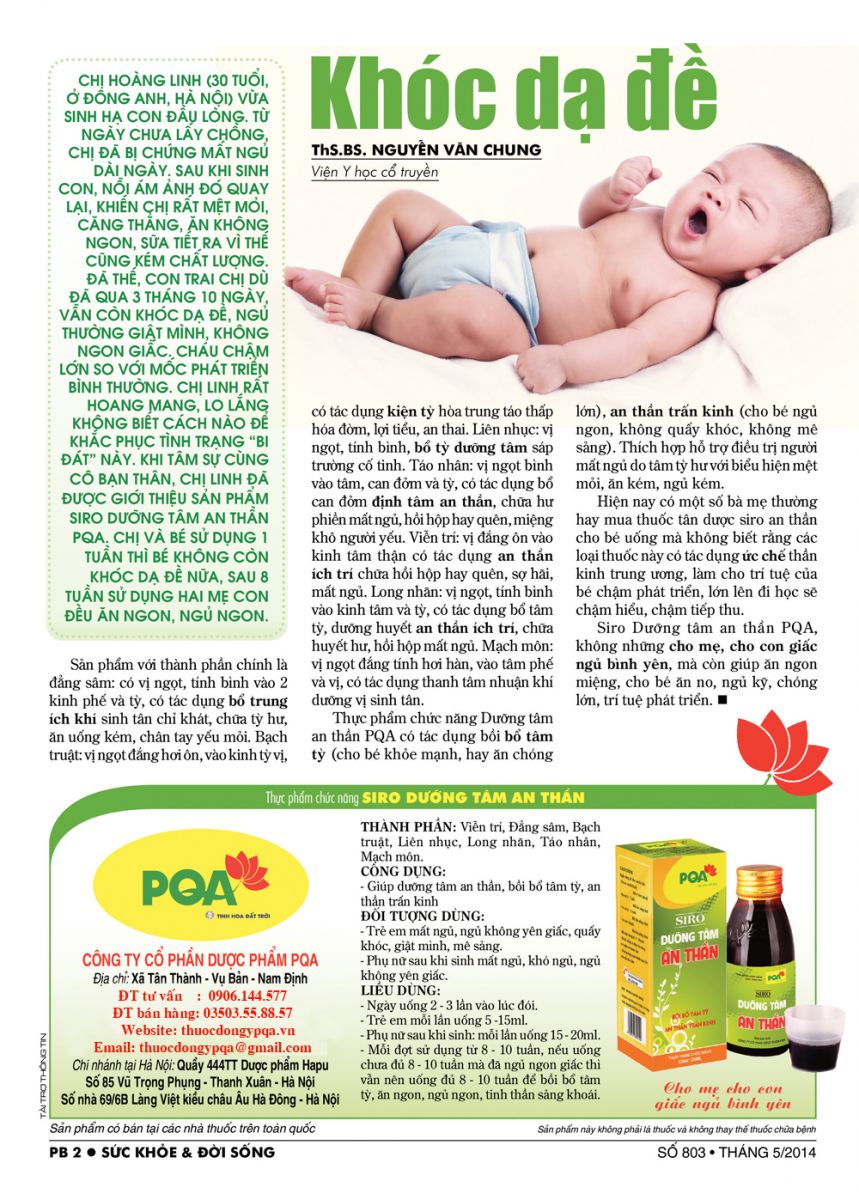 Khóc dạ đề
ThS.BS. NGUYỄN VĂN CHUNG
Viện Y học cổ truyền
CHỊ HOÀNG LINH (30 TUỔI,
Ở ĐÔNG ANH, HÀ NỘI) VỪA
SINH HẠ CON ĐẦU LÒNG. TỪ
NGÀY CHƯA LẤY CHỒNG,
CHỊ ĐÃ BỊ CHỨNG MẤT NGỦ
DÀI NGÀY. SAU KHI SINH
CON, NỖI ÁM ẢNH ĐÓ QUAY
LẠI, KHIẾN CHỊ RẤT MỆT MỎI,
CĂNG THẲNG, ĂN KHÔNG
NGON, SỮA TIẾT RA VÌ THẾ
CŨNG KÉM CHẤT LƯỢNG.
ĐÃ THẾ, CON TRAI CHỊ DÙ
ĐÃ QUA 3 THÁNG 10 NGÀY,
VẪN CÒN KHÓC DẠ ĐỀ, NGỦ
THƯỜNG GIẬT MÌNH, KHÔNG
NGON GIẤC. CHÁU CHẬM
LỚN SO VỚI MỐC PHÁT TRIỂN
BÌNH THƯỜNG. CHỊ LINH RẤT
HOANG MANG, LO LẮNG
KHÔNG BIẾT CÁCH NÀO ĐỂ
KHẮC PHỤC TÌNH TRẠNG “BI
ĐÁT” NÀY. KHI TÂM SỰ CÙNG
CÔ BẠN THÂN, CHỊ LINH ĐÃ
ĐƯỢC GIỚI THIỆU SẢN PHẨM
SIRO DƯỠNG TÂM AN THẦN
PQA. CHỊ VÀ BÉ SỬ DỤNG 1
TUẦN THÌ BÉ KHÔNG CÒN
KHÓC DẠ ĐỀ NỮA, SAU 8
TUẦN SỬ DỤNG HAI MẸ CON
ĐỀU ĂN NGON, NGỦ NGON.
Sản phẩm với thành phần chính là
đẳng sâm: có vị ngọt, tính bình vào 2
kinh phế và tỳ, có tác dụng bổ trung
ích khí sinh tân chỉ khát, chữa tỳ hư,
ăn uống kém, chân tay yếu mỏi. Bạch
truật: vị ngọt đắng hơi ôn, vào kinh tỳ vị,
có tác dụng kiện tỳ hòa trung táo thấp
hóa đờm, lợi tiểu, an thai. Liên nhục: vị
ngọt, tính bình, bổ tỳ dưỡng tâm sáp
trường cố tinh. Táo nhân: vị ngọt bình
vào tâm, can đởm và tỳ, có tác dụng bổ
can đởm định tâm an thần, chữa hư
phiền mất ngủ, hồi hộp hay quên, miệng
khô người yếu. Viễn trí: vị đắng ôn vào
kinh tâm thận có tác dụng an thần
ích trí chữa hồi hộp hay quên, sợ hãi,
mất ngủ. Long nhãn: vị ngọt, tính bình
vào kinh tâm và tỳ, có tác dụng bổ tâm
tỳ, dưỡng huyết an thần ích trí, chữa
huyết hư, hồi hộp mất ngủ. Mạch môn:
vị ngọt đắng tính hơi hàn, vào tâm phế
và vị, có tác dụng thanh tâm nhuận khí
dưỡng vị sinh tân.
Thực phẩm chức năng Dưỡng tâm
an thần PQA có tác dụng bồi bổ tâm
tỳ (cho bé khỏe mạnh, hay ăn chóng
lớn), an thần trấn kinh (cho bé ngủ
ngon, không quấy khóc, không mê
sảng). Thích hợp hỗ trợ điều trị người
mất ngủ do tâm tỳ hư với biểu hiện mệt
mỏi, ăn kém, ngủ kém.
Hiện nay có một số bà mẹ thường
hay mua thuốc tân dược siro an thần
cho bé uống mà không biết rằng các
loại thuốc này có tác dụng ức chế thần
kinh trung ương, làm cho trí tuệ của
bé chậm phát triển, lớn lên đi học sẽ
chậm hiểu, chậm tiếp thu.
Siro Dưỡng tâm an thần PQA,
không những cho mẹ, cho con giấc
ngủ bình yên, mà còn giúp ăn ngon
miệng, cho bé ăn no, ngủ kỹ, chóng
lớn, trí tuệ phát triển. ■
Thực phẩm chức năng SIRO DƯỠNG TÂM AN THẦN
PQA
TINH HOA ĐẤT TRỜI
CÔNG TY CỔ PHẦN DƯỢC PHẨM PQA
Địa chỉ: Xã Tân Thành - Vụ Bản - Nam Định
ĐT tư vấn : 0906.144.577
ĐT bán hàng: 03503.55.88.57
Website: thuocdongypqa.vn
Email: thuocdongypqa@gmail.com
Chi nhánh tại Hà Nội: Quầy 444TT Dược phẩm Hapu
Số 85 Vũ Trọng Phụng - Thanh Xuân - Hà Nội
Số nhà 69/6B Làng Việt kiều châu Âu Hà Đông - Hà Nội
THÀNH PHẦN: Viễn trí, Đẳng sâm, Bạch
truật, Liên nhục, Long nhãn, Táo nhân,
Mạch môn.
CÔNG DỤNG:
- Giúp dưỡng tâm an thần, bồi bổ tâm tỳ, an
thần trấn kinh
ĐỐI TƯỢNG DÙNG:
- Trẻ em mất ngủ, ngủ không yên giấc, quấy
khóc, giật mình, mê sảng.
- Phụ nữ sau khi sinh mất ngủ, khó ngủ, ngủ
không yên giấc.
LIỀU DÙNG:
- Ngày uống 2 - 3 lần vào lúc đói.
- Trẻ em mỗi lần uống 5 -15ml.
- Phụ nữ sau khi sinh: mỗi lần uống 15 - 20ml.
- Mỗi đợt sử dụng từ 8 - 10 tuần, nếu uống
chưa đủ 8 - 10 tuần mà đã ngủ ngon giấc thì
vẫn nên uống đủ 8 - 10 tuần để bồi bổ tâm
tỳ, ăn ngon, ngủ ngon, tinh thần sảng khoái.
PQA
SIRO
DƯỠNG TÂM
AN THẦN
BỒI BỔ TÂM TỲ
AN THẦN TRẤN KINH
PQA
SIRO
DƯỠNG TÂM
AN THẦN
Cho mẹ cho con
giấc ngủ bình yên
TÀI TRỢ THÔNG TIN
Sản phẩm có bán tại các nhà thuốc trên toàn quốc
Sản phẩm này không phải là thuốc và không thay thế thuốc chữa bệnh
PB 2 ● SỨC KHỎE & ĐỜI SỐNG
SỐ 803 • THÁNG 5/2014